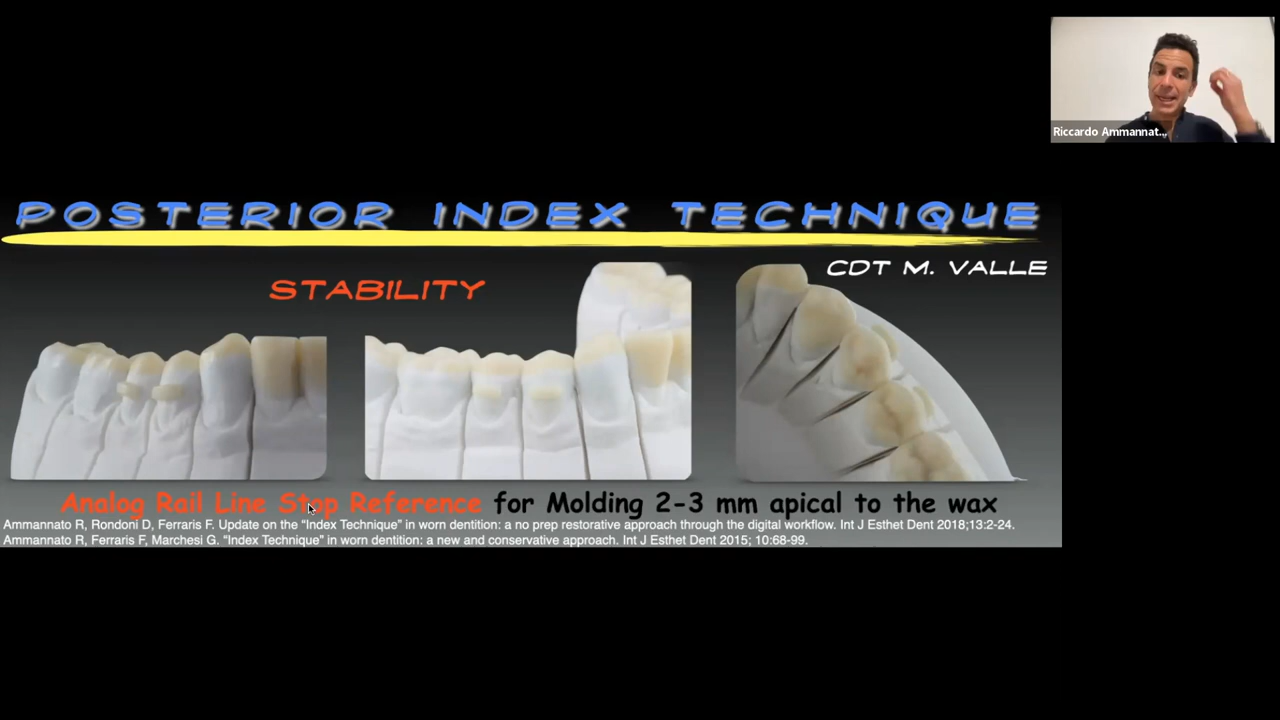 Riccardo Ammannat...
POSTERIOR INDEX TECHNIQUE
CDT M. VALLE
STABILITY
Analog Rail Line Stop Reference for Molding 2-3 mm apical to the wax
Ammannato R, Rondoni D, Ferraris F. Update on the “Index Technique” in worn dentition: a no prep restorative approach through the digital workflow. Int J Esthet Dent 2018;13:2-24.
Ammannato R, Ferraris F, Marchesi G. “Index Technique” in worn dentition: a new and conservative approach. Int J Esthet Dent 2015; 10:68-99.